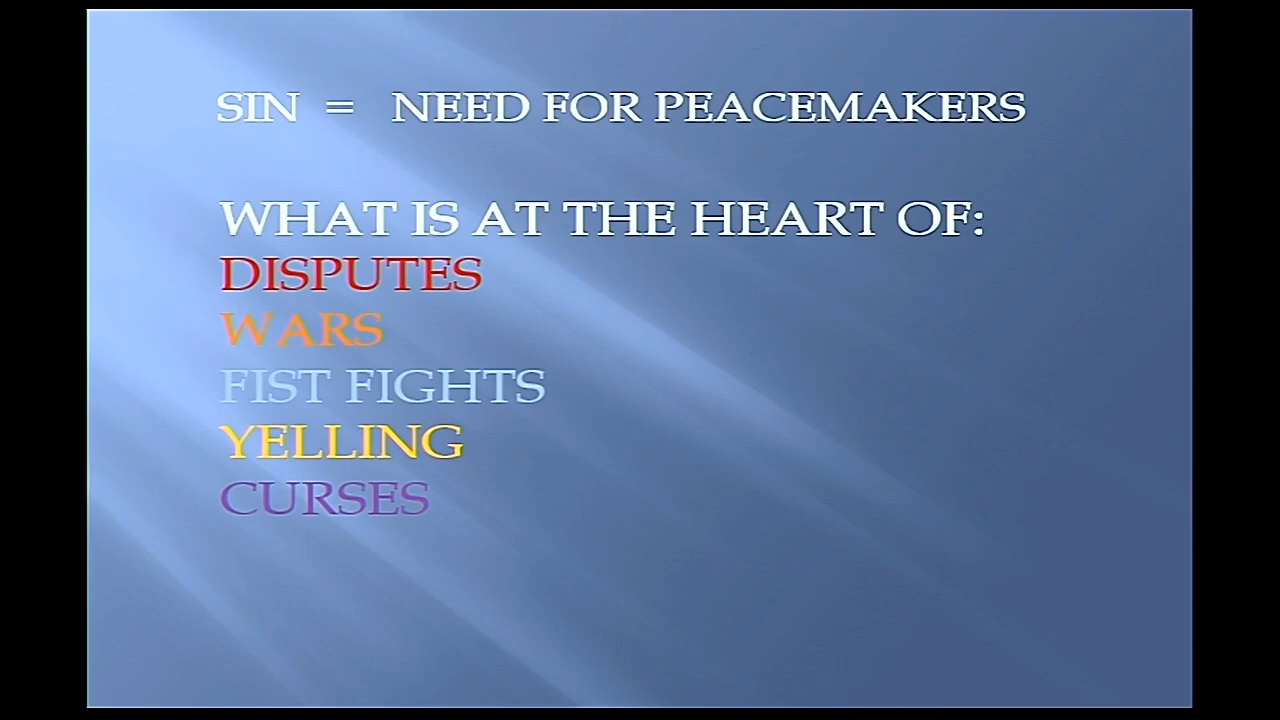 SIN = NEED FOR PEACEMAKERS
WHAT IS AT THE HEART OF:
DISPUTES
WARS
FIST FIGHTS
YELLING
CURSES